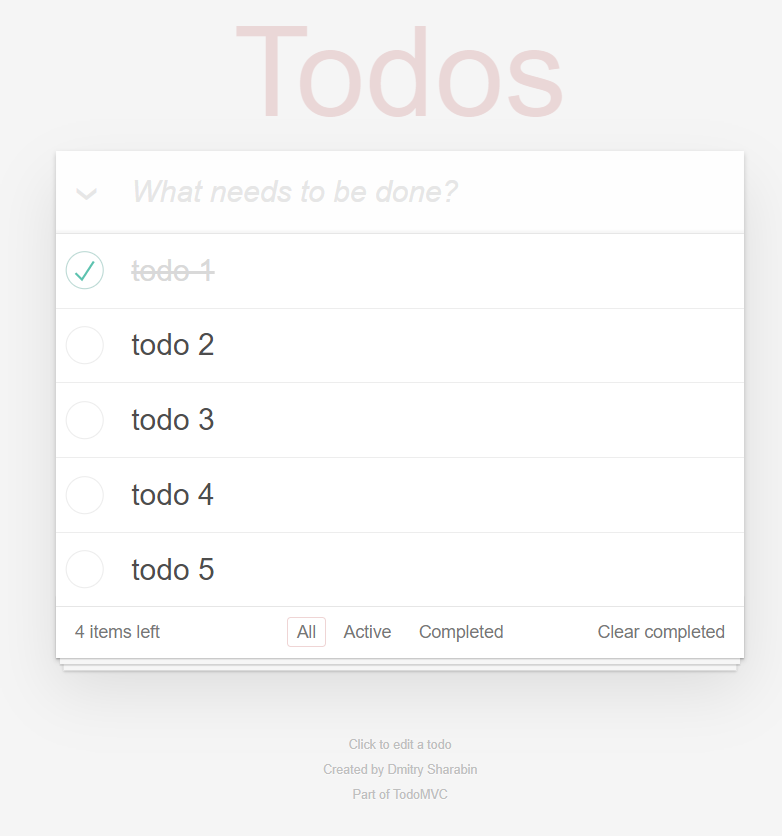 Todos
What needs to be done?
todo 1
todo 2
todo 3
todo 4
todo 5
4 items left All Active Completed Clear completed
Click to edit a todo
Created by Dmitry Sharabin
Part of TodoMVC